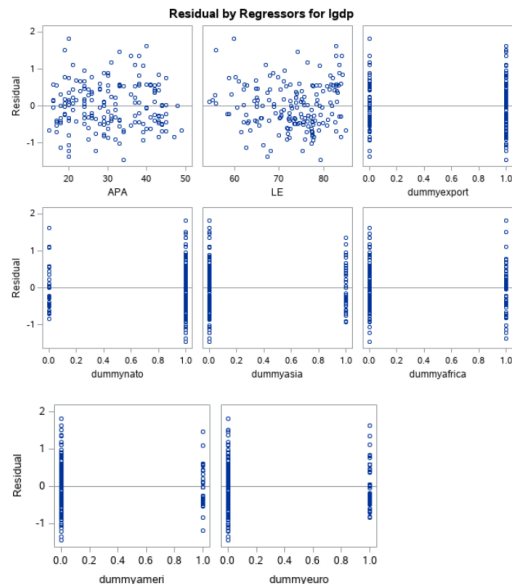 Residual by Regressors for lgdp
2
1
0
-1
Residual
20 30 40 50
APA
60 70 80
LE
0.0 0.2 0.4 0.6 0.8 1.0
dummyexport
2
1
0
-1
Residual
0.0 0.2 0.4 0.6 0.8 1.0
dummynato
0.0 0.2 0.4 0.6 0.8 1.0
dummyasia
0.0 0.2 0.4 0.6 0.8 1.0
dummyafrica
2
1
0
-1
Residual
0.0 0.2 0.4 0.6 0.8 1.0
dummyameri
0.0 0.2 0.4 0.6 0.8 1.0
dummyeuro